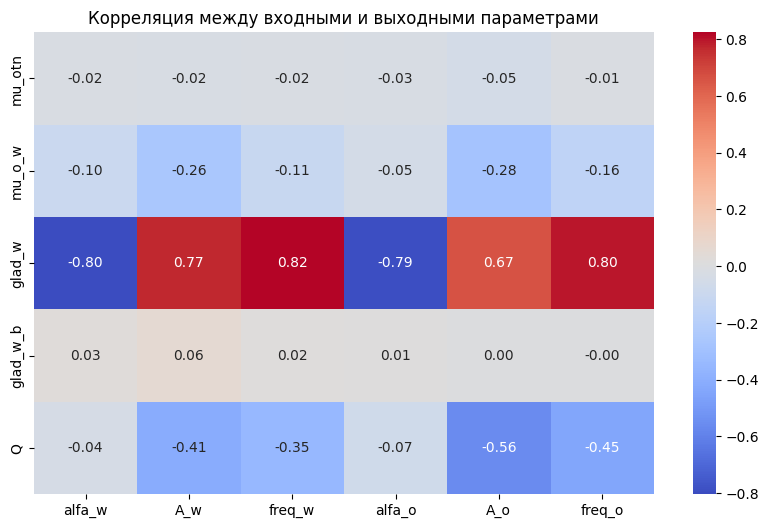 Корреляция между входными и выходными параметрами
mu_otn -0.02 -0.02 -0.02 -0.03 -0.05 -0.01
mu_o_w -0.10 -0.26 -0.11 -0.05 -0.28 -0.16
glad_w -0.80 0.77 0.82 -0.79 0.67 0.80
glad_w_b 0.03 0.06 0.02 0.01 0.00 -0.00
Q -0.04 -0.41 -0.35 -0.07 -0.56 -0.45
alfa_w A_w freq_w alfa_o A_o freq_o
0.8
0.6
0.4
0.2
0.0
−0.2
−0.4
−0.6
−0.8